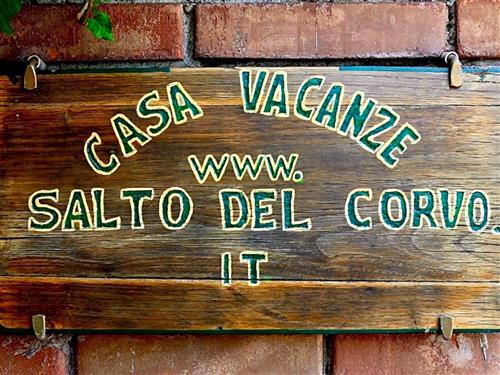 CASA VACANZE
WWW.
SALTO DEL CORVO.
IT